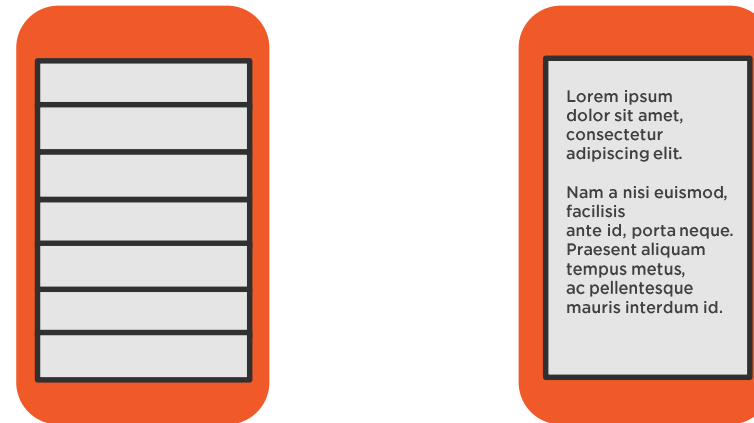 Lorem ipsum
dolor sit amet,
consectetur
adipiscing elit.
Nam a nisi euismod,
facilisis
ante id, porta neque.
Praesent aliquam
tempus metus,
ac pellentesque
mauris interdum id.